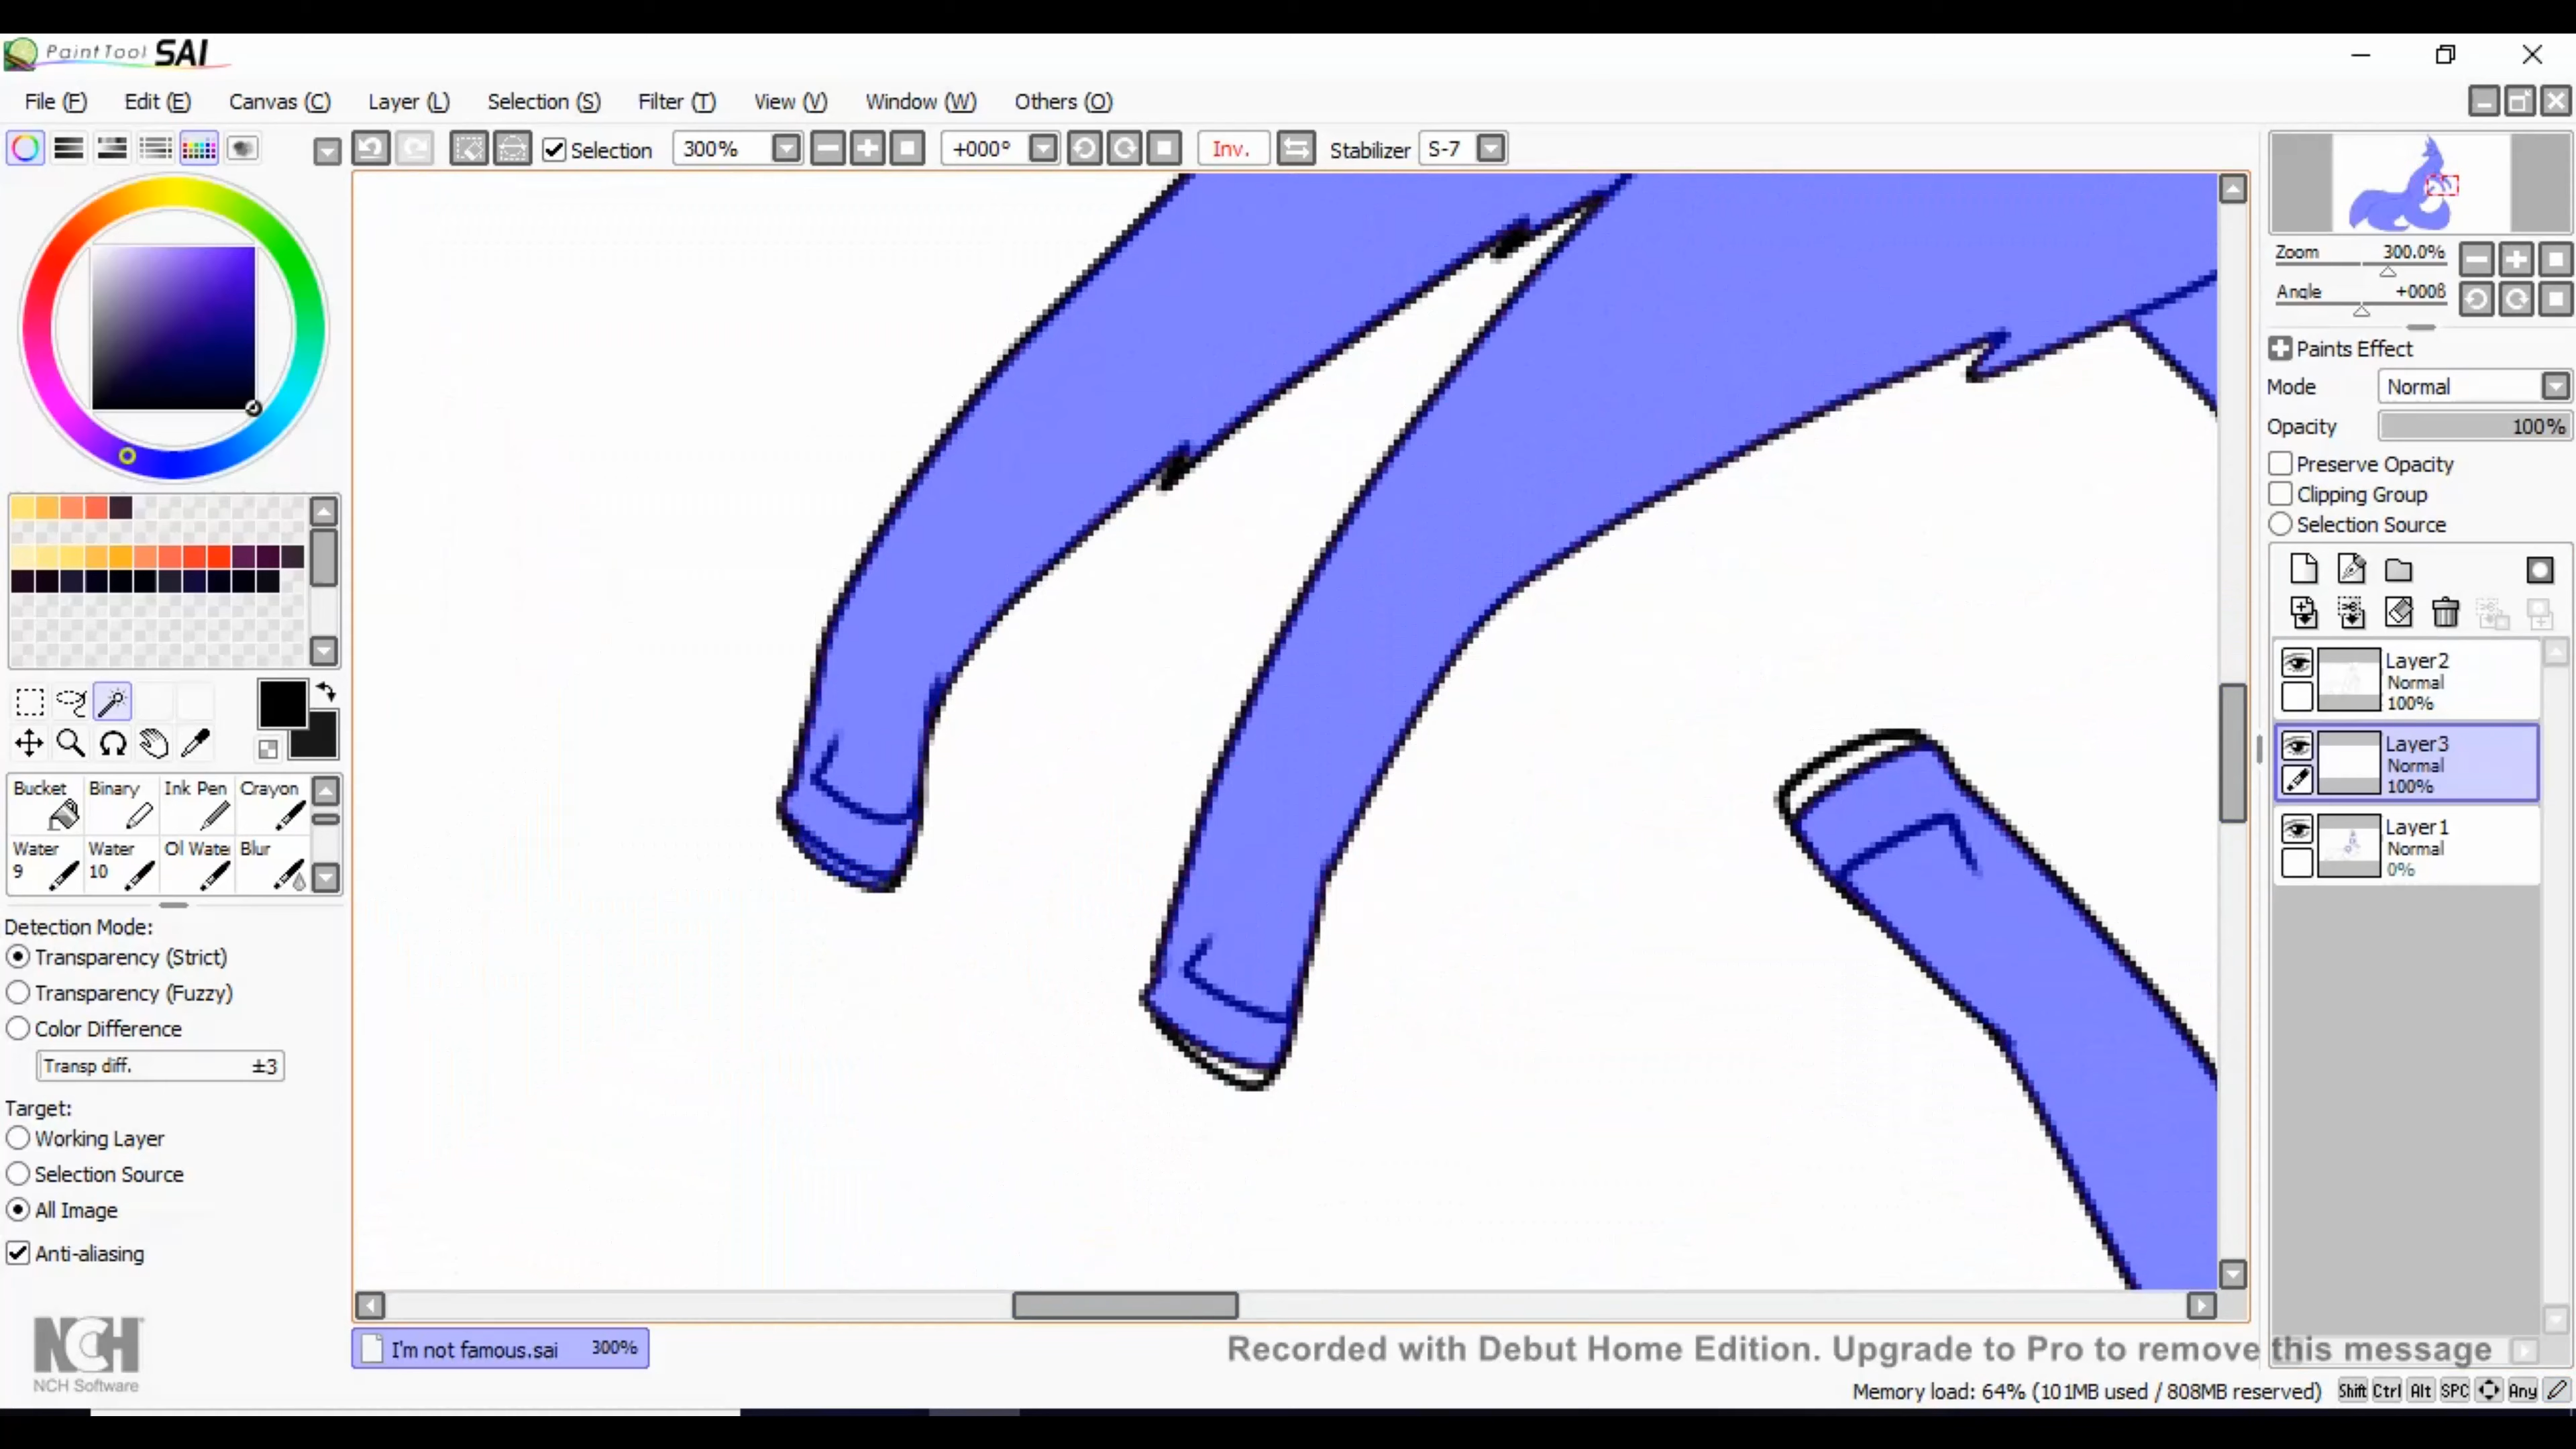 PaintTool SAI
File (F) Edit (E) Canvas (C) Layer (L) Selection (S) Filter (T) View (V) Window (W) Others (O)
Selection 300% +000° Inv. Stabilizer S-7
Zoom 300.0%
Angle +000ß
Paints Effect
Mode Normal
Opacity 100%
Preserve Opacity
Clipping Group
Selection Source
Layer2
Normal
100%
Layer3
Normal
100%
Layer1
Normal
0%
Bucket Binary Ink Pen Crayon
Water Water Ol Wate Blur
9 10
Detection Mode:
Transparency (Strict)
Transparency (Fuzzy)
Color Difference
Transp diff. ±3
Target:
Working Layer
Selection Source
All Image
Anti-aliasing
NCH
NCH Software
I'm not famous.sai 300%
Recorded with Debut Home Edition. Upgrade to Pro to remove this message
Memory load: 64% (101MB used / 808MB reserved) Shift Ctrl Alt SPC Any